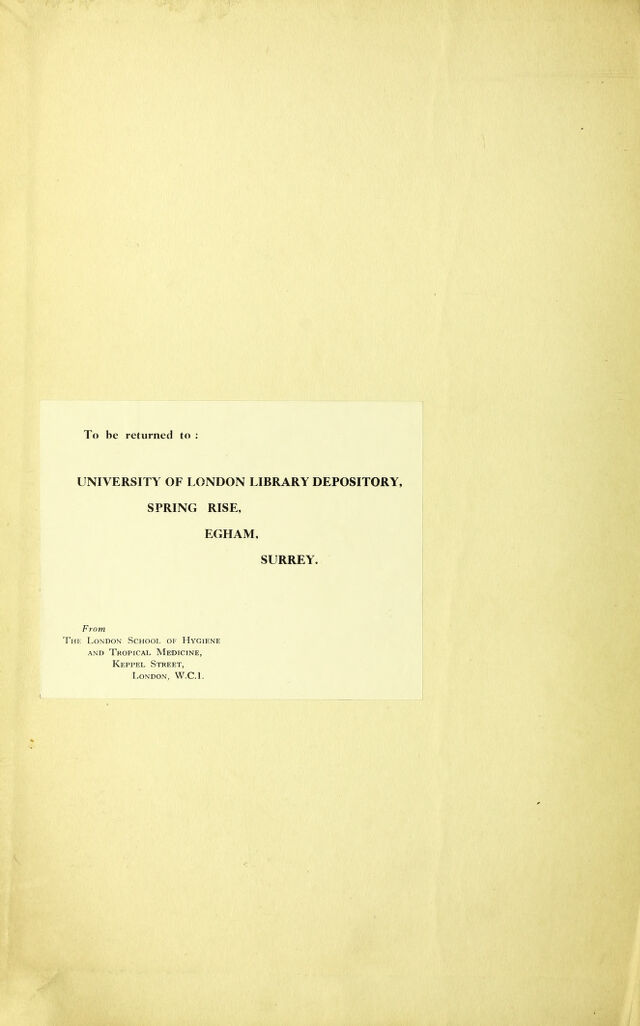 To be returned to :
UNIVERSITY OF LONDON LIBRARY DEPOSITORY,
SPRING RISE,
EGHAM,
SURREY.
From
THE LONDON SCHOOL OF HYGIENE
AND TROPICAL MEDICINE,
KEPPEL STREET,
LONDON, W.C.1.